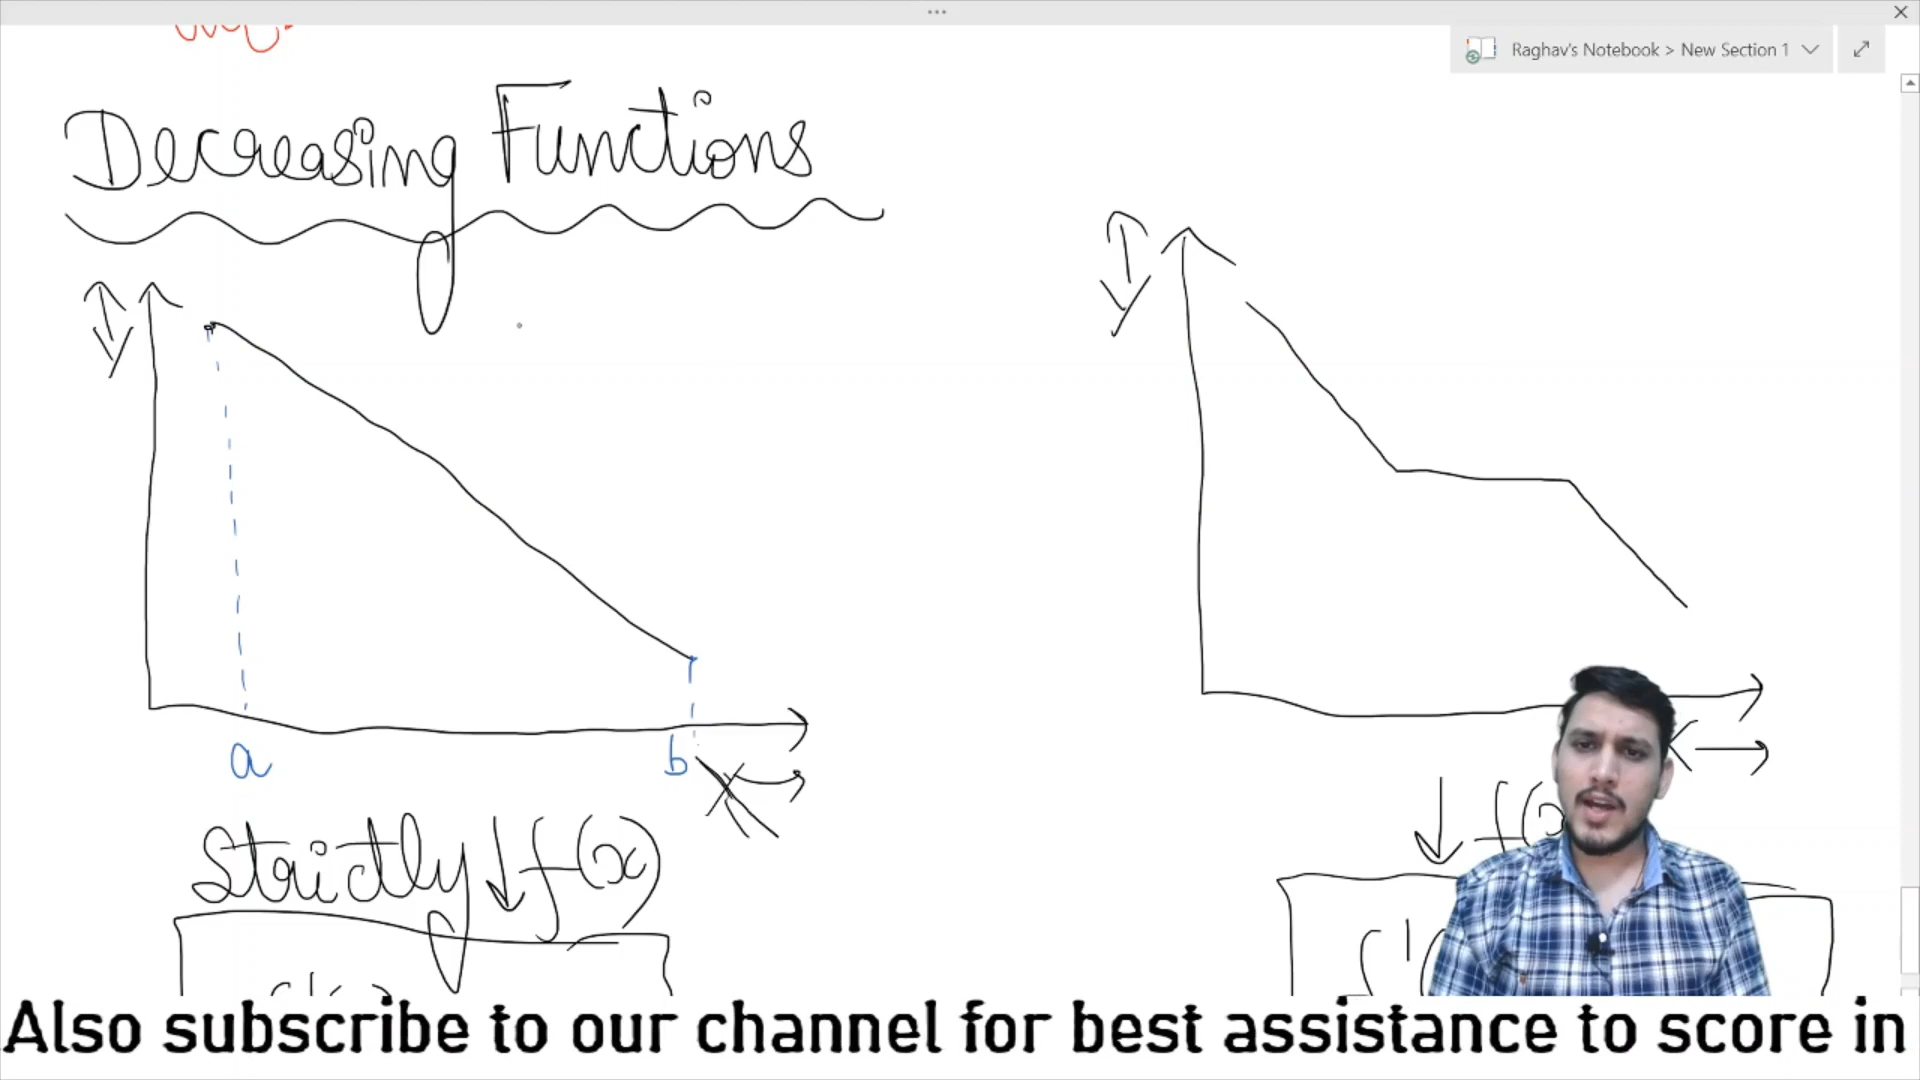 Raghav's Notebook > New Section 1
Decreasing Functions
y
y
a
b
x
Strictly ↓ f(x)
↓ f(x
f'(
Also subscribe to our channel for best assistance to score in